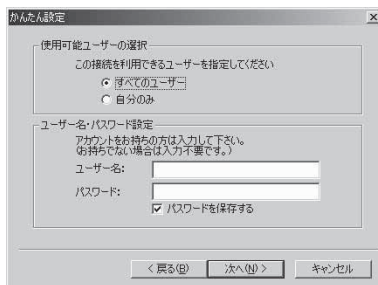 かんたん設定
使用可能ユーザーの選択
この接続を利用できるユーザーを指定してください
すべてのユーザー
自分のみ
ユーザー名・パスワード設定
アカウントをお持ちの方は入力して下さい。
(お持ちでない場合は入力不要です。)
ユーザー名:
パスワード:
パスワードを保存する
< 戻る(B)
次へ(N) >
キャンセル